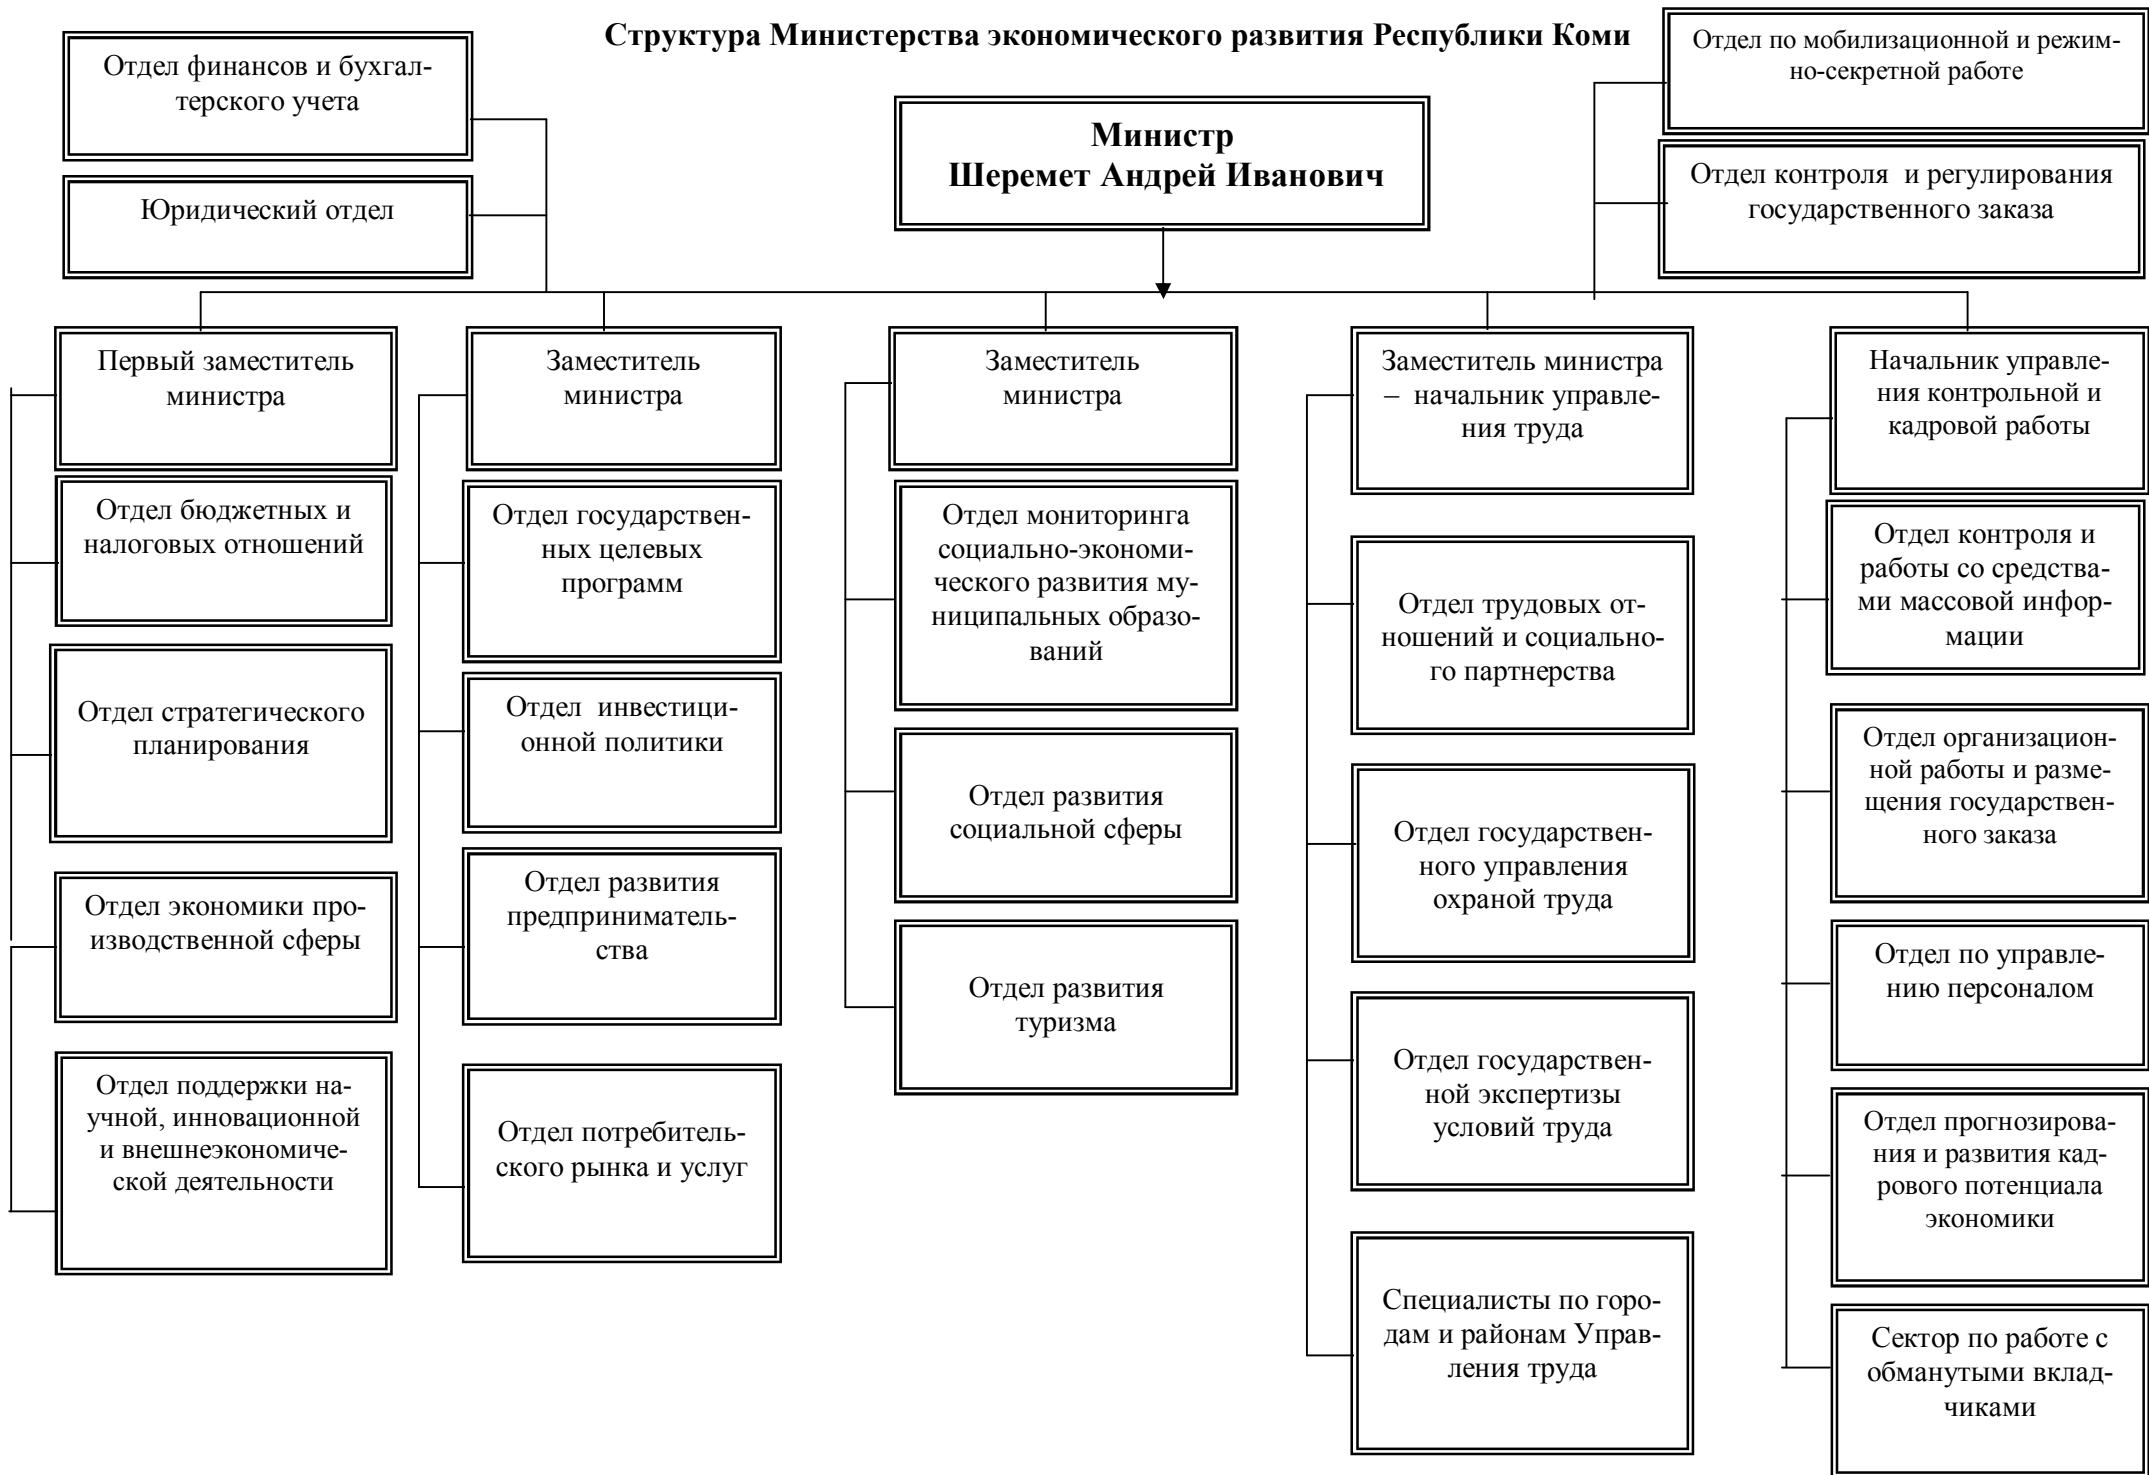 Структура Министерства экономического развития Республики Коми
Отдел финансов и бухгал-
терского учета
Юридический отдел
Министр
Шеремет Андрей Иванович
Отдел по мобилизационной и режим-
но-секретной работе
Отдел контроля  и регулирования
государственного заказа
Первый заместитель
министра
Отдел бюджетных и
налоговых отношений
Отдел стратегического
планирования
Отдел экономики про-
изводственной сферы
Отдел поддержки на-
учной, инновационной
и внешнеэкономиче-
ской деятельности
Заместитель
министра
Отдел государствен-
ных целевых
программ
Отдел  инвестици-
онной политики
Отдел развития
предприниматель-
ства
Отдел потребитель-
ского рынка и услуг
Заместитель
министра
Отдел мониторинга
социально-экономи-
ческого развития му-
ниципальных образо-
ваний
Отдел развития
социальной сферы
Отдел развития
туризма
Заместитель министра
–  начальник управле-
ния труда
Отдел трудовых от-
ношений и социально-
го партнерства
Отдел государствен-
ного управления
охраной труда
Отдел государствен-
ной экспертизы
условий труда
Специалисты по горо-
дам и районам Управ-
ления труда
Начальник управле-
ния контрольной и
кадровой работы
Отдел контроля и
работы со средства-
ми массовой инфор-
мации
Отдел организацион-
ной работы и разме-
щения государствен-
ного заказа
Отдел по управле-
нию персоналом
Отдел прогнозирова-
ния и развития кад-
рового потенциала
экономики
Сектор по работе с
обманутыми вклад-
чиками